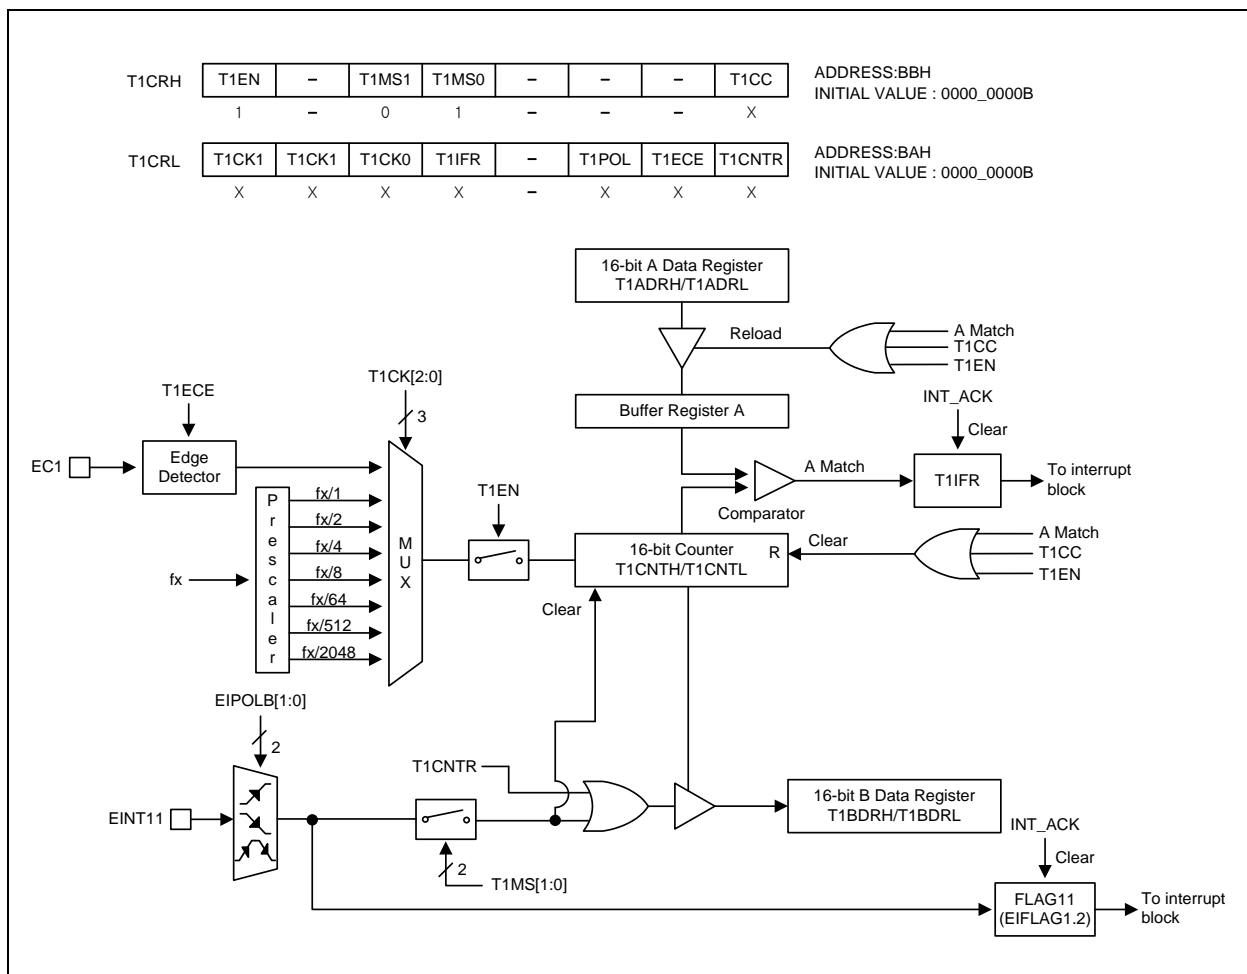 T1CRH T1EN – T1MS1 T1MS0 – – – T1CC ADDRESS:BBH
INITIAL VALUE : 0000_0000B
1 – 0 1 – – – X
T1CRL T1CK1 T1CK1 T1CK0 T1IFR – T1POL T1ECE T1CNTR ADDRESS:BAH
INITIAL VALUE : 0000_0000B
X X X X – X X X
16-bit A Data Register
T1ADRH/T1ADRL
Reload
A Match
T1CC
T1EN
T1CK[2:0]
3
T1ECE
Buffer Register A
INT_ACK
Clear
EC1
Edge
Detector
A Match
T1IFR
To interrupt
block
Comparator
Prescaler
fx/1
fx/2
fx/4
fx/8
fx/64
fx/512
fx/2048
fx
MUX
T1EN
16-bit Counter
T1CNTH/T1CNTL
R
Clear
A Match
T1CC
T1EN
Clear
EIPOLB[1:0]
2
T1CNTR
EINT11
2
T1MS[1:0]
16-bit B Data Register
T1BDRH/T1BDRL
INT_ACK
Clear
FLAG11
(EIFLAG1.2)
To interrupt
block